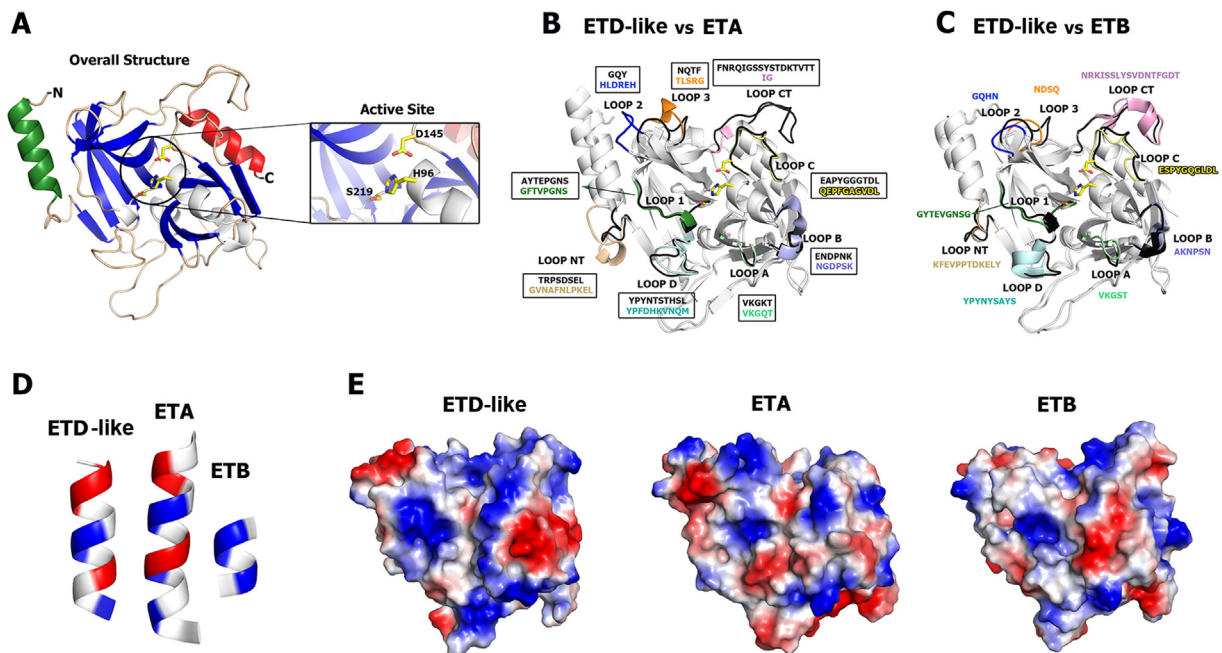 A
Overall Structure
N
C
Active Site
D145
H96
S219
B
ETD-like vs ETA
GQY
HLDREH
NQTF
TLSRG
FNRQIGSSYSTDKTVTT
IG
LOOP 2
LOOP 3
LOOP CT
LOOP C
AYTEPGNS
GFTVPGNS
EAPYGGGTDL
QEPFGAGVDL
LOOP 1
LOOP B
LOOP NT
ENDPNK
NGDPSK
TRPSDSEL
GVNAFNLPKEL
LOOP D
LOOP A
YPYNTSTHSL
YPFDHKVNQM
VKGKT
VKGQT
C
ETD-like vs ETB
NRKISSLYSVDNTFGDT
GQHN
NDSQ
LOOP 2
LOOP 3
LOOP CT
LOOP C
ESPYGQGLDL
LOOP 1
GYTEVGNSG
LOOP B
LOOP NT
AKNPSN
KFEVPPTDKELY
LOOP D
LOOP A
YPYNYSAYS
VKGST
D
ETD-like
ETA
ETB
E
ETD-like
ETA
ETB